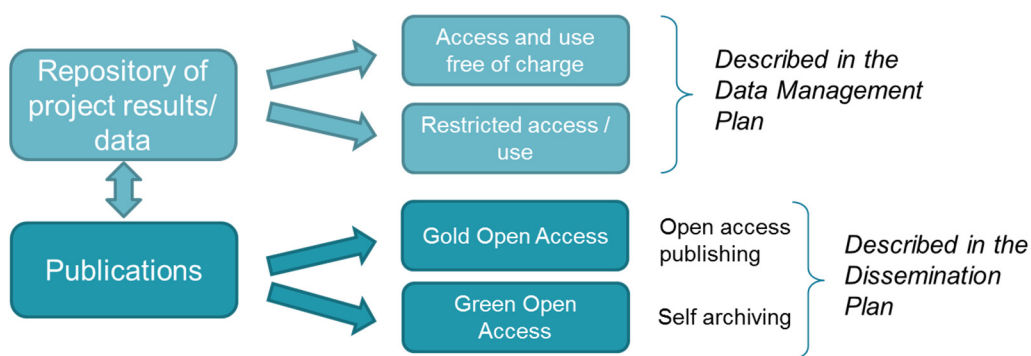 Repository of
project results/
data
Access and use
free of charge
Restricted access /
use
Described in the
Data Management
Plan
Publications
Gold Open Access
Open access
publishing
Green Open
Access
Self archiving
Described in the
Dissemination
Plan